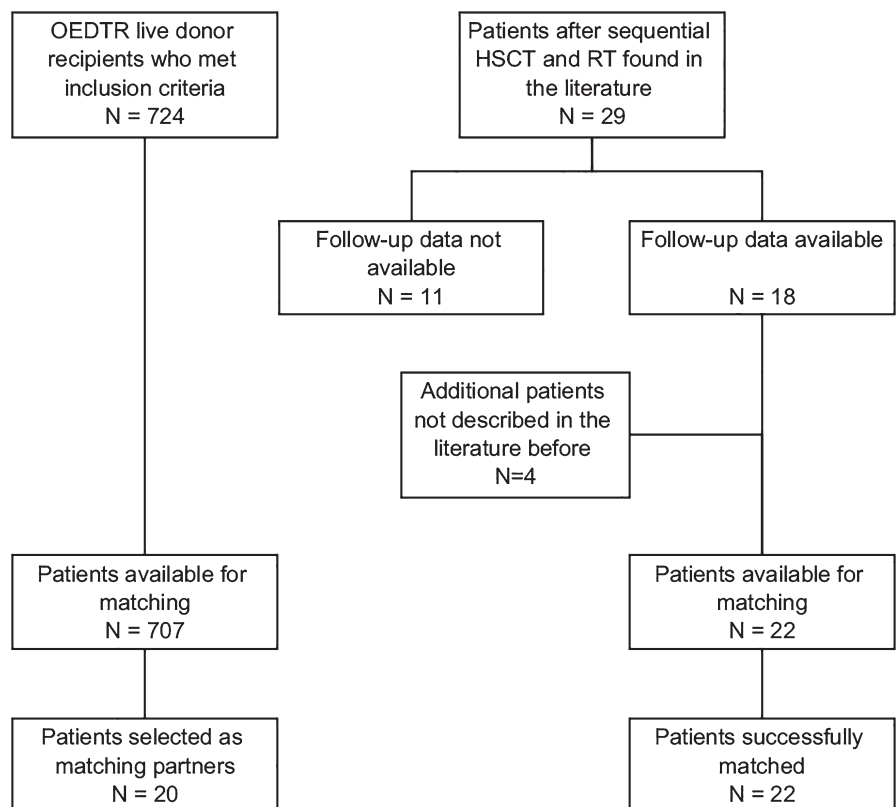 OEDTR live donor
recipients who met
inclusion criteria
N = 724
Patients after sequential
HSCT and RT found in
the literature
N = 29
Follow-up data not
available
N = 11
Follow-up data available
N = 18
Additional patients
not described in the
literature before
N=4
Patients available for
matching
N = 707
Patients available for
matching
N = 22
Patients selected as
matching partners
N = 20
Patients successfully
matched
N = 22